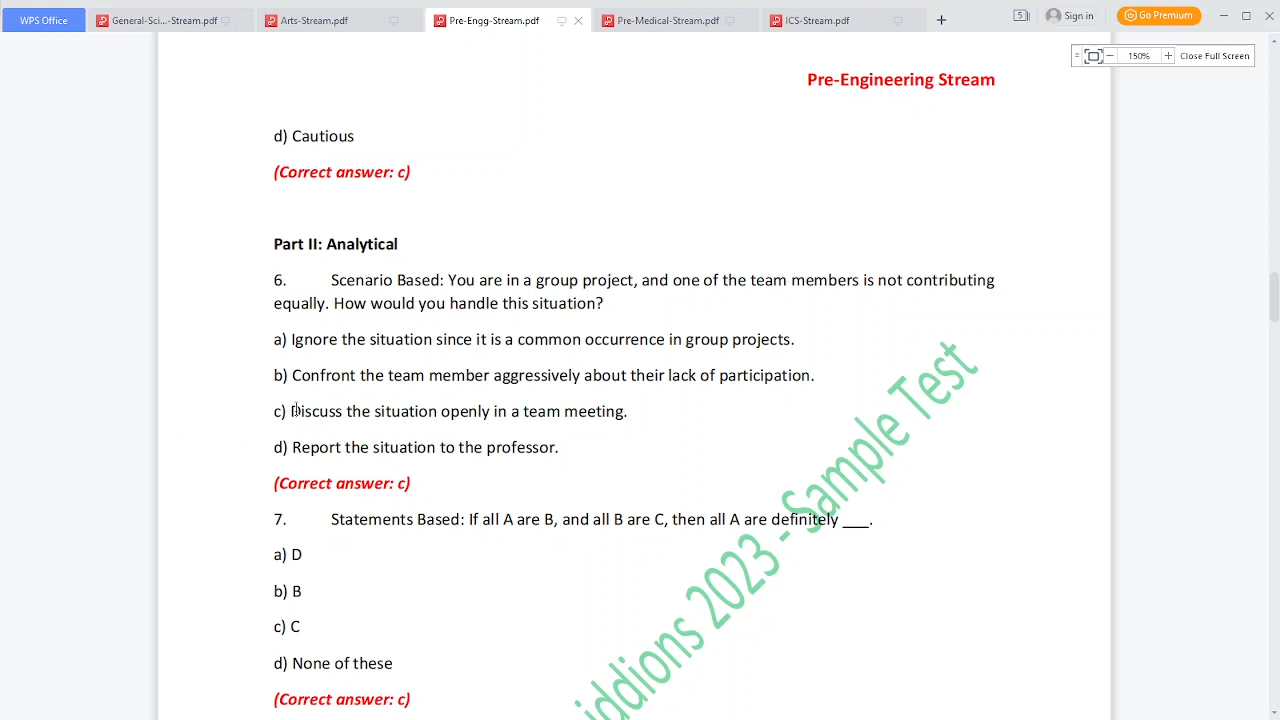 WPS Office
General-Sci...-Stream.pdf
Arts-Stream.pdf
Pre-Engg-Stream.pdf
Pre-Medical-Stream.pdf
ICS-Stream.pdf
5
Sign in
Go Premium
150%
Close Full Screen
Pre-Engineering Stream
d) Cautious
(Correct answer: c)
Part II: Analytical
6. Scenario Based: You are in a group project, and one of the team members is not contributing
equally. How would you handle this situation?
a) Ignore the situation since it is a common occurrence in group projects.
b) Confront the team member aggressively about their lack of participation.
c) Discuss the situation openly in a team meeting.
d) Report the situation to the professor.
(Correct answer: c)
7. Statements Based: If all A are B, and all B are C, then all A are definitely ___.
a) D
b) B
c) C
d) None of these
(Correct answer: c)
2023 - Sample Test